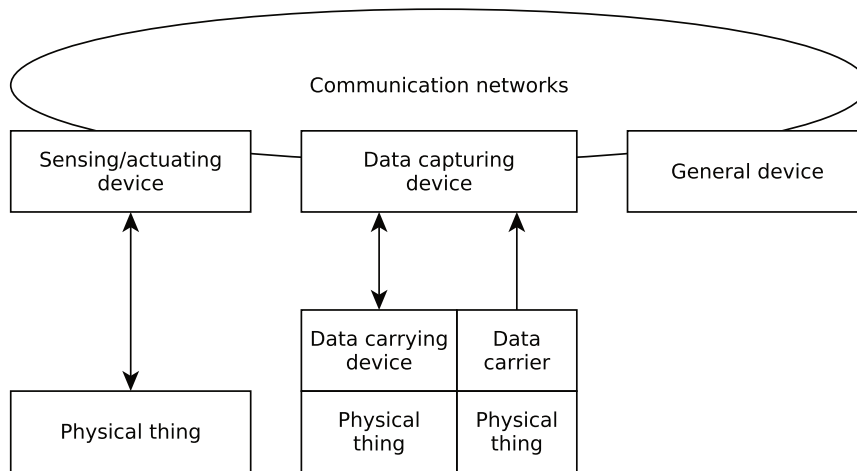 Communication networks
Sensing/actuating
device
Data capturing
device
General device
Data carrying
device
Data
carrier
Physical thing
Physical
thing
Physical
thing